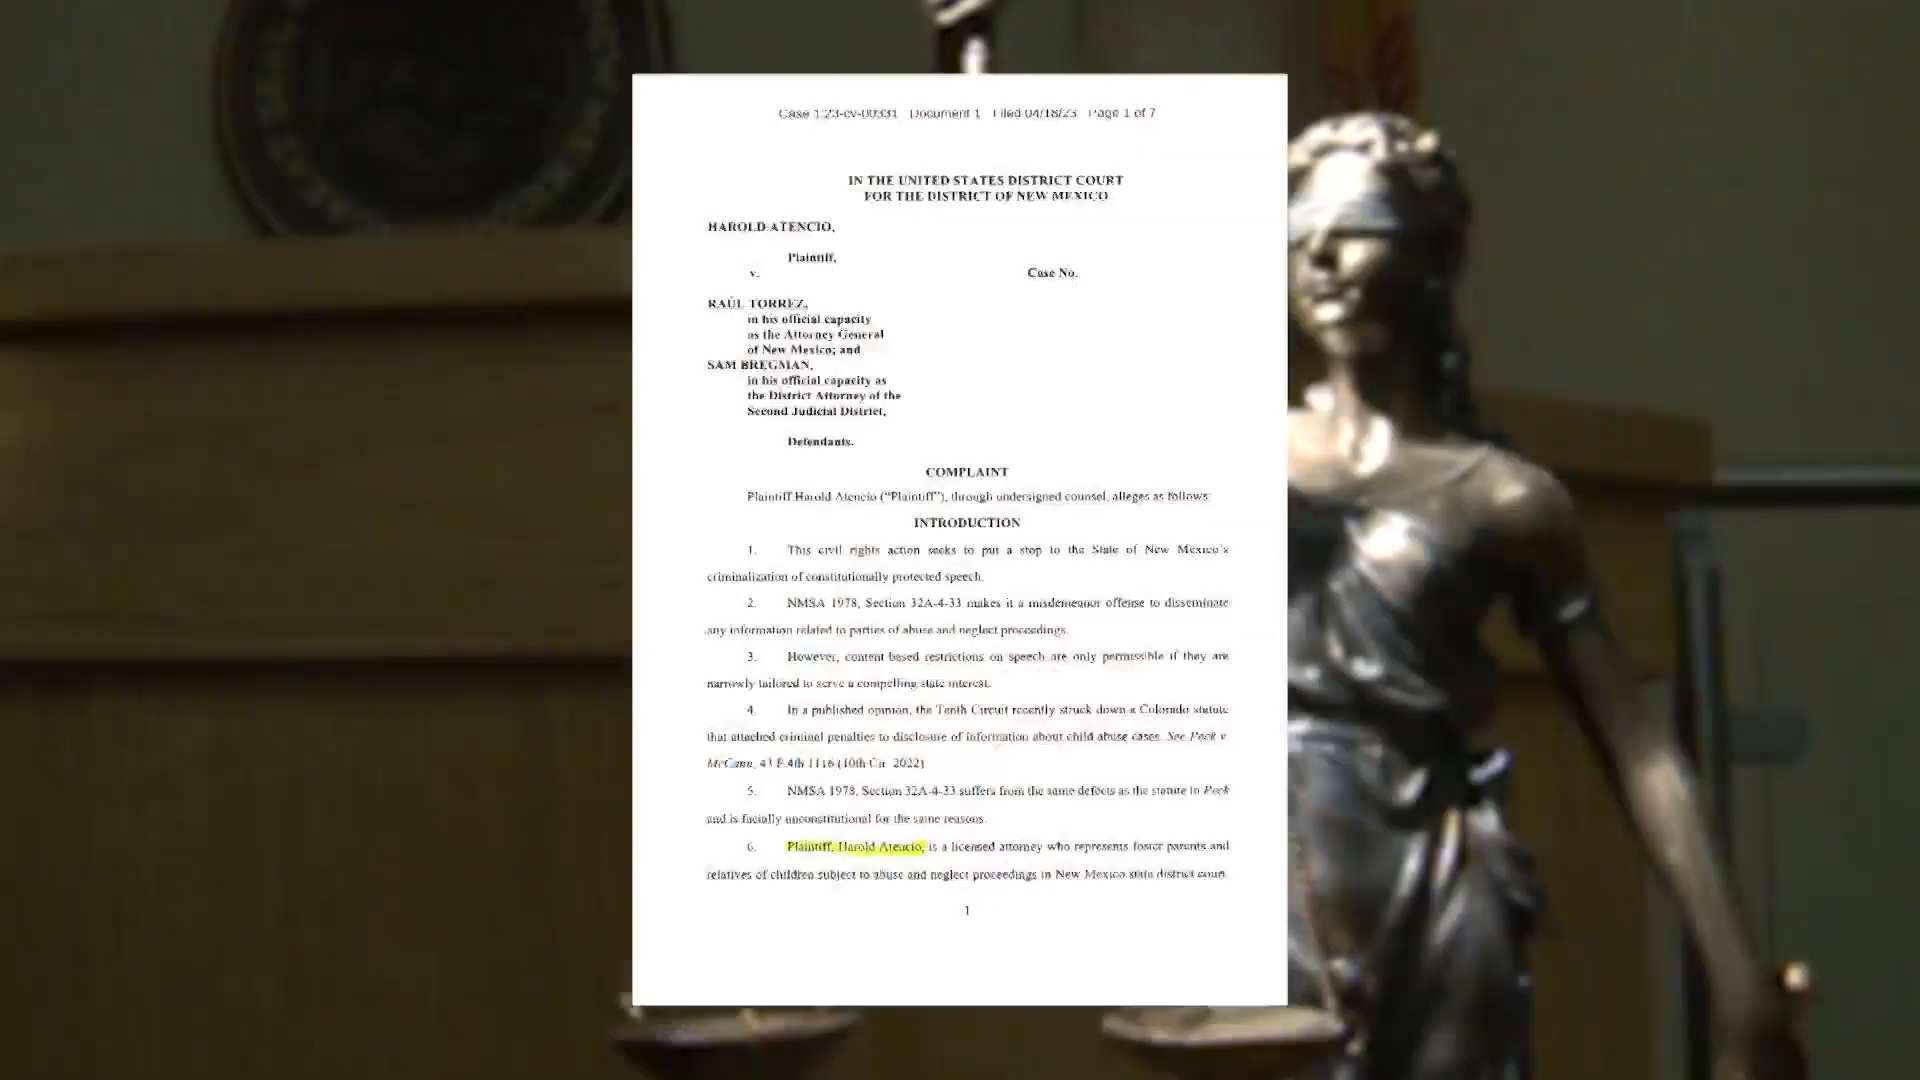 Case 1:23-cv-00331 Document 1 Filed 04/18/23 Page 1 of 7
IN THE UNITED STATES DISTRICT COURT
FOR THE DISTRICT OF NEW MEXICO
HAROLD ATENCIO,
Plaintiff,
v. Case No.
RAÚL TORREZ,
in his official capacity
as the Attorney General
of New Mexico; and
SAM BREGMAN,
in his official capacity as
the District Attorney of the
Second Judicial District,
Defendants.
COMPLAINT
Plaintiff Harold Atencio (“Plaintiff”), through undersigned counsel, alleges as follows:
INTRODUCTION
1. This civil rights action seeks to put a stop to the State of New Mexico’s
criminalization of constitutionally protected speech.
2. NMSA 1978, Section 32A-4-33 makes it a misdemeanor offense to disseminate
any information related to parties of abuse and neglect proceedings.
3. However, content based restrictions on speech are only permissible if they are
narrowly tailored to serve a compelling state interest.
4. In a published opinion, the Tenth Circuit recently struck down a Colorado statute
that attached criminal penalties to disclosure of information about child abuse cases. See Peck v.
McCann, 43 F.4th 1116 (10th Cir. 2022)
5. NMSA 1978, Section 32A-4-33 suffers from the same defects as the statute in Peck
and is facially unconstitutional for the same reasons.
6. Plaintiff, Harold Atencio, is a licensed attorney who represents foster parents and
relatives of children subject to abuse and neglect proceedings in New Mexico state district court.
1